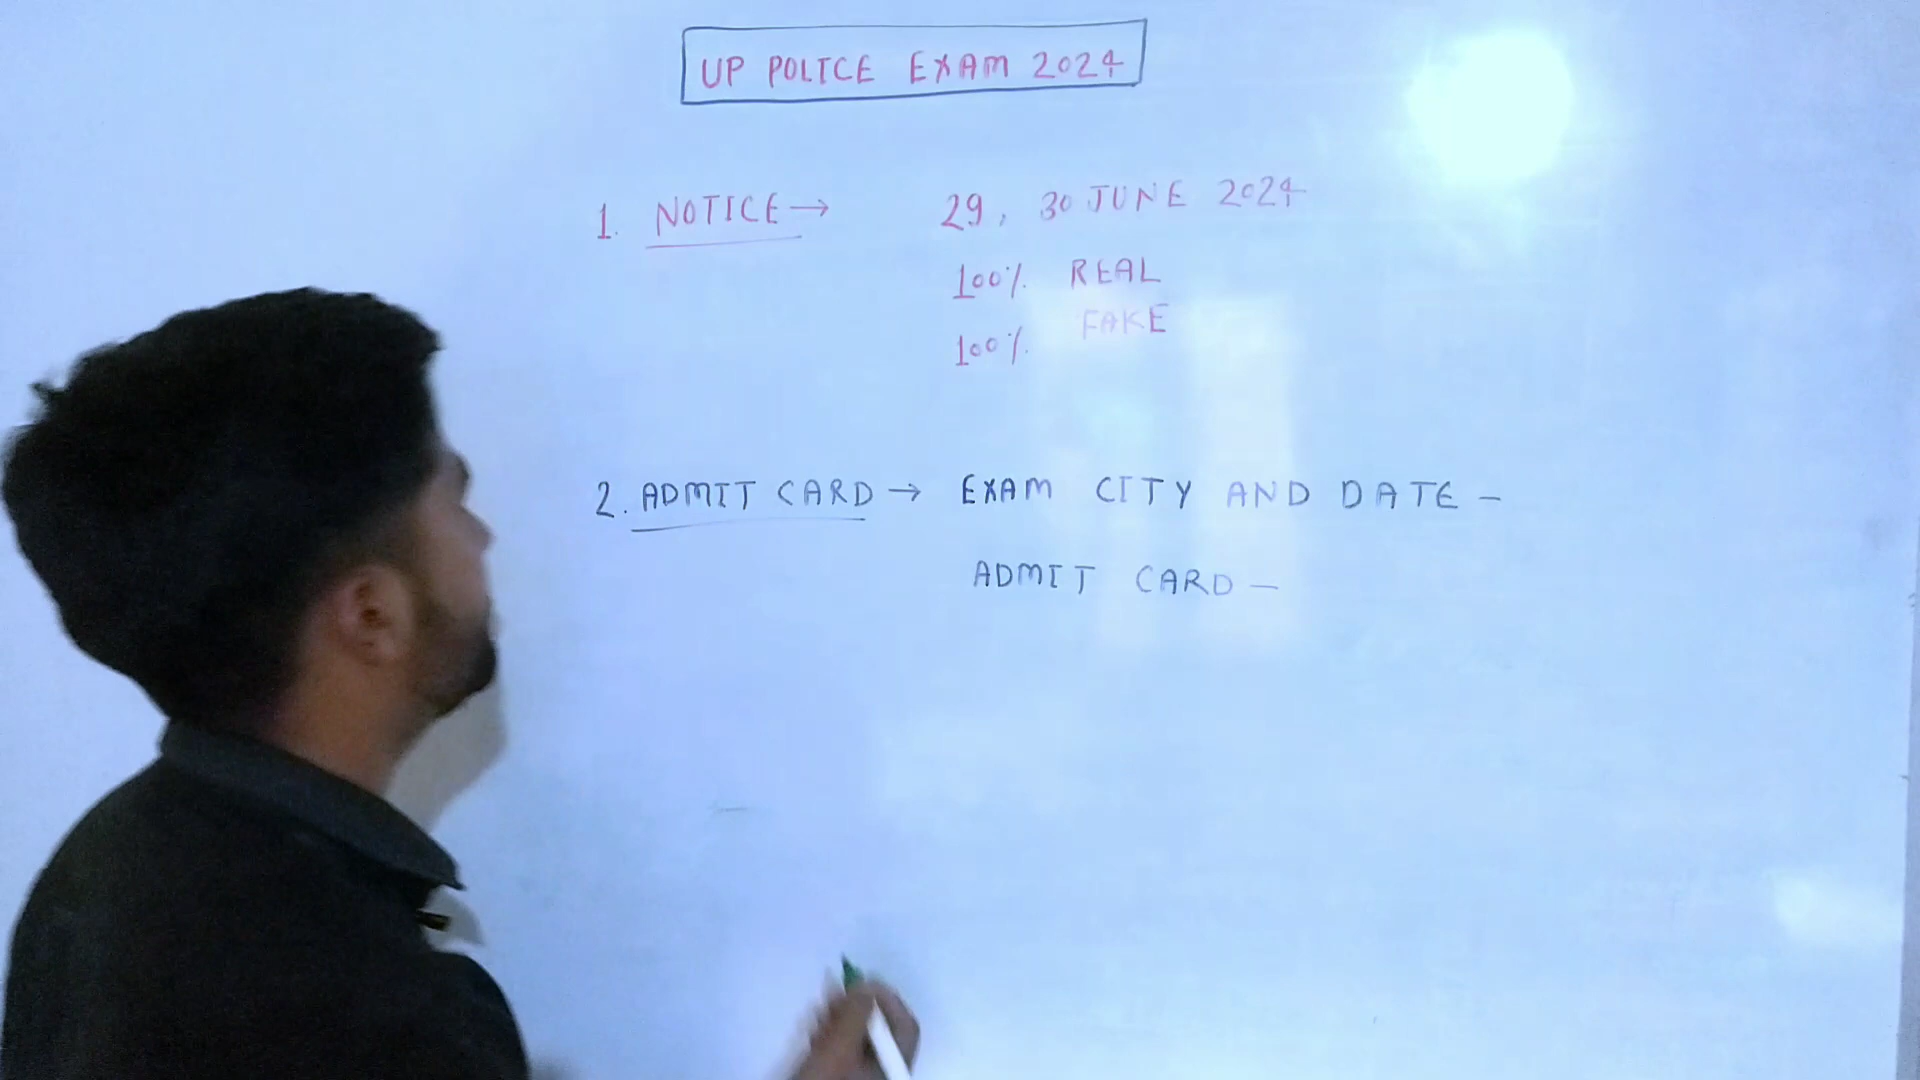 UP POLICE EXAM 2024
1. NOTICE → 29, 30 JUNE 2024
100% REAL
100% FAKE
2. ADMIT CARD → EXAM CITY AND DATE -
ADMIT CARD -